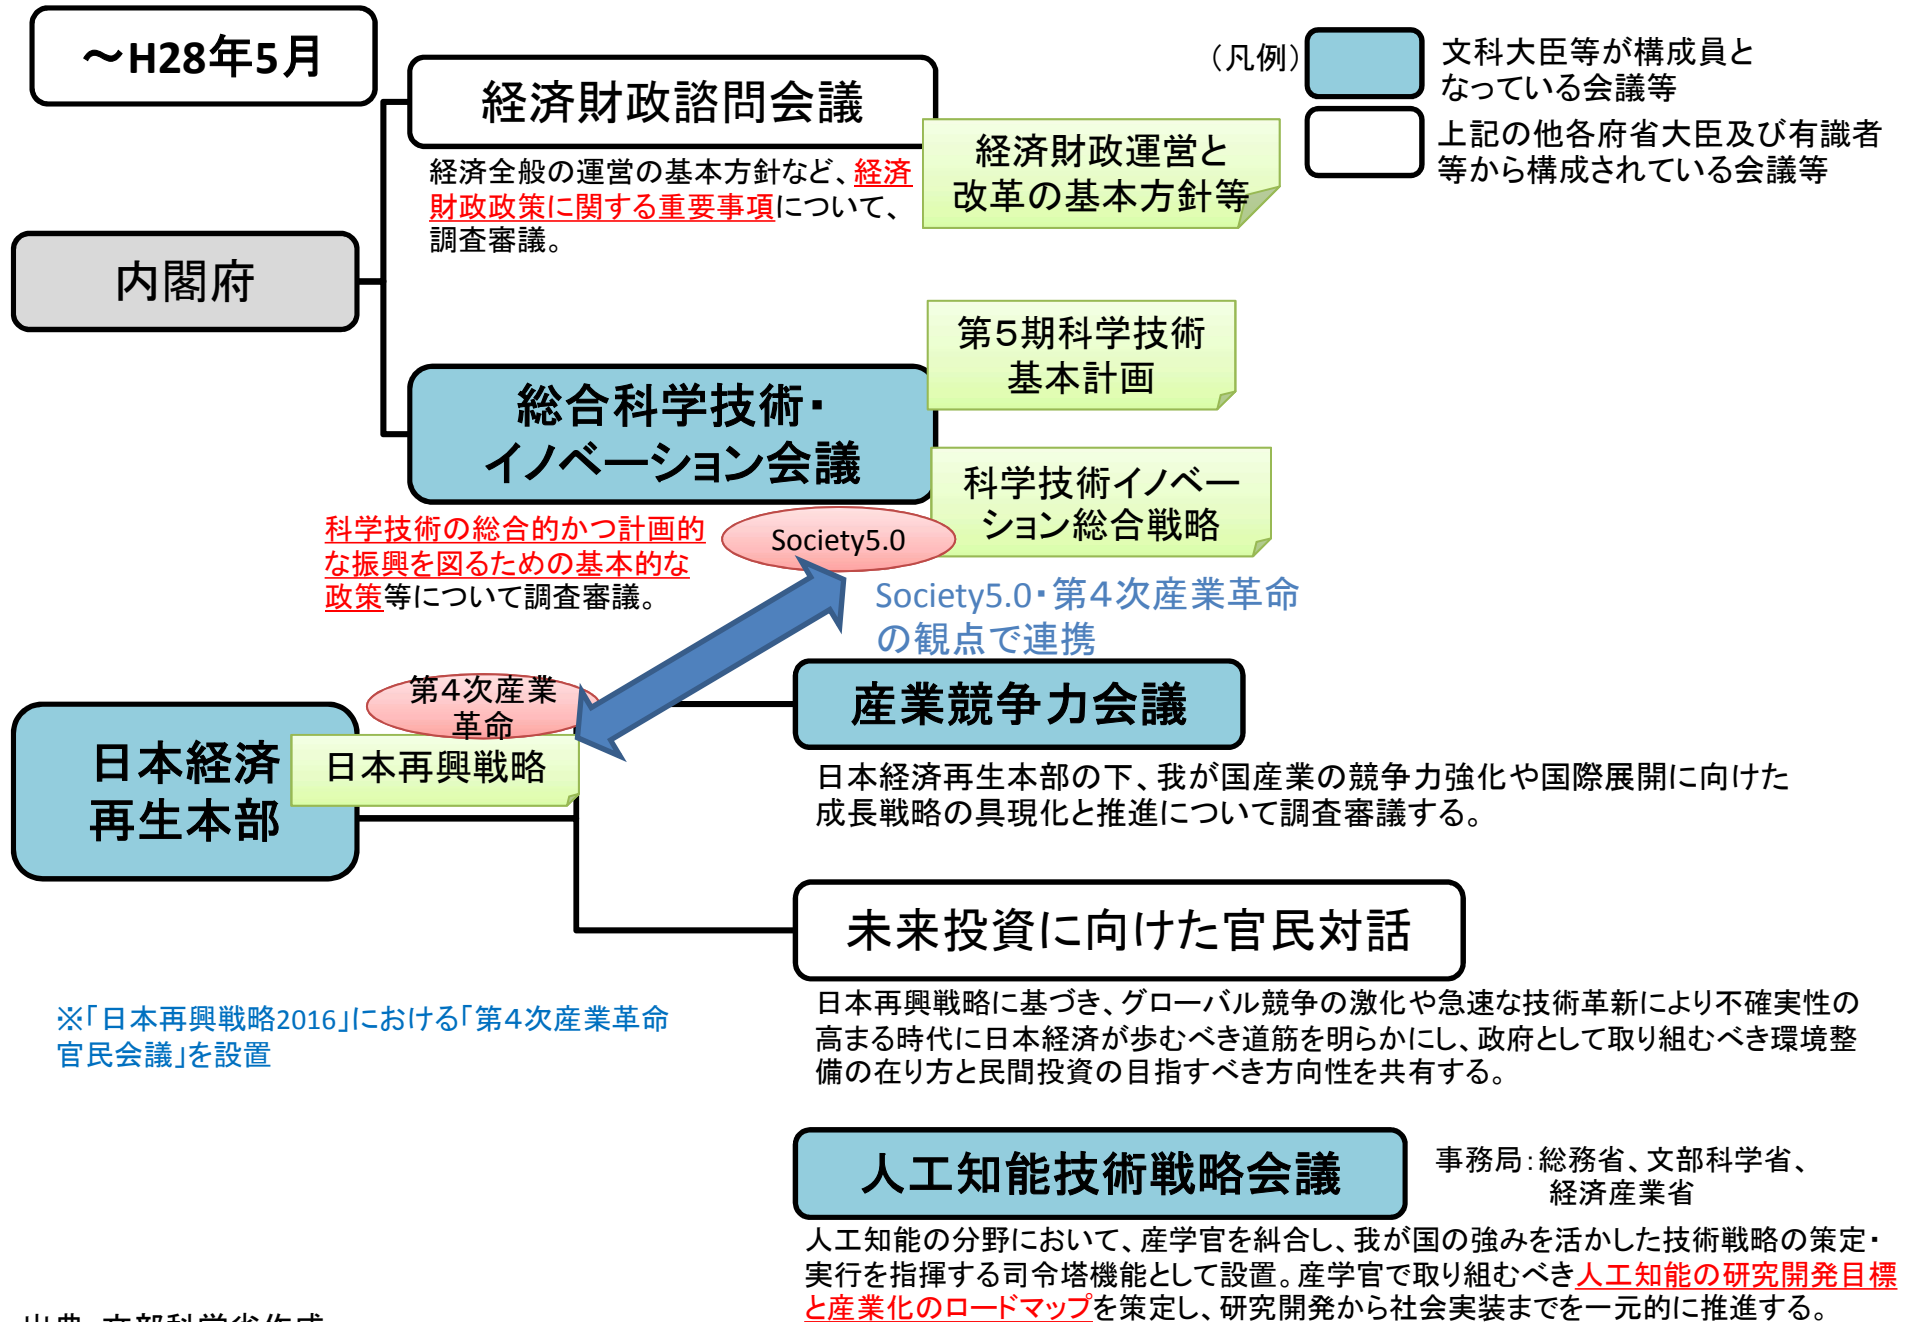 ～H28年5月
（凡例）
文科大臣等が構成員と
なっている会議等
上記の他各府省大臣及び有識者
等から構成されている会議等
経済財政諮問会議
経済財政運営と
改革の基本方針等
経済全般の運営の基本方針など、経済
財政政策に関する重要事項について、
調査審議。
内閣府
第5期科学技術
基本計画
総合科学技術・
イノベーション会議
科学技術イノベー
ション総合戦略
科学技術の総合的かつ計画的
な振興を図るための基本的な
政策等について調査審議。
Society5.0
Society5.0・第4次産業革命
の観点で連携
第4次産業
革命
日本再興戦略
日本経済
再生本部
産業競争力会議
日本経済再生本部の下、我が国産業の競争力強化や国際展開に向けた
成長戦略の具現化と推進について調査審議する。
未来投資に向けた官民対話
日本再興戦略に基づき、グローバル競争の激化や急速な技術革新により不確実性の
高まる時代に日本経済が歩むべき道筋を明らかにし、政府として取り組むべき環境整
備の在り方と民間投資の目指すべき方向性を共有する。
※「日本再興戦略2016」における「第4次産業革命
官民会議」を設置
人工知能技術戦略会議
事務局：総務省、文部科学省、
経済産業省
人工知能の分野において、産学官を糾合し、我が国の強みを活かした技術戦略の策定・
実行を指揮する司令塔機能として設置。産学官で取り組むべき人工知能の研究開発目標
と産業化のロードマップを策定し、研究開発から社会実装までを一元的に推進する。
出典 文部科学省作成